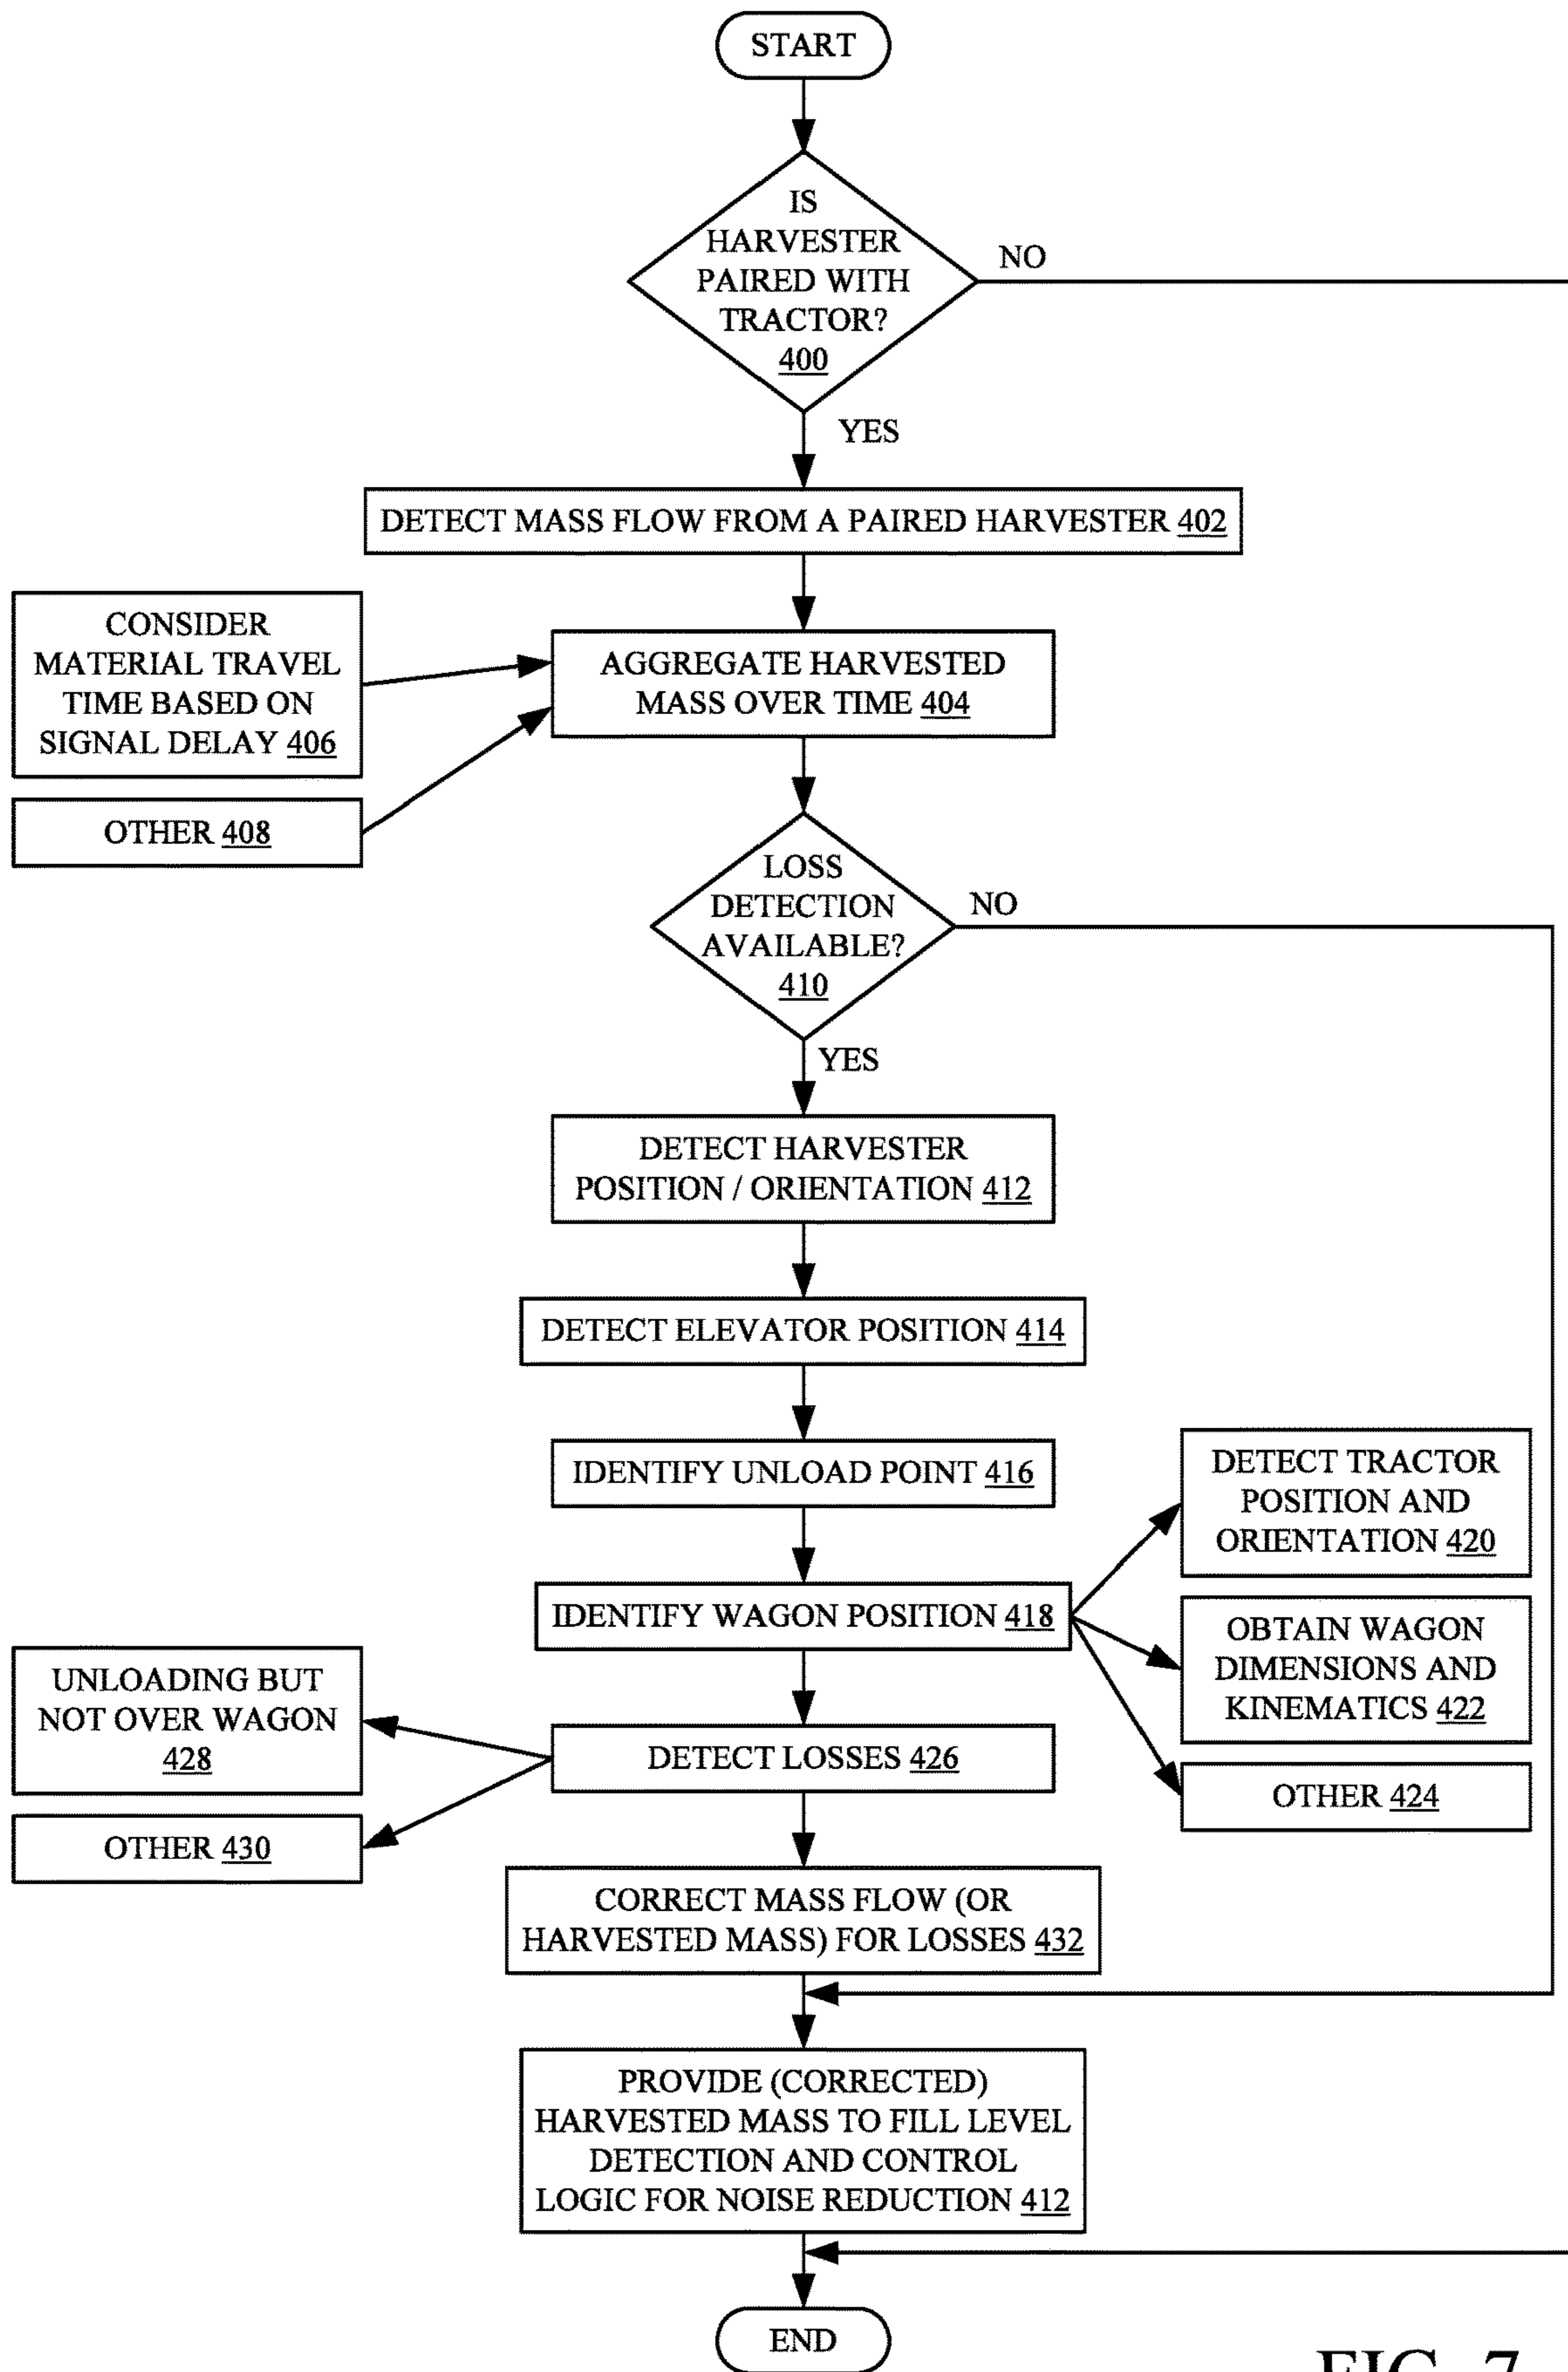 START
IS
HARVESTER
PAIRED WITH
TRACTOR?
400
NO
YES
DETECT MASS FLOW FROM A PAIRED HARVESTER 402
CONSIDER
MATERIAL TRAVEL
TIME BASED ON
SIGNAL DELAY 406
AGGREGATE HARVESTED
MASS OVER TIME 404
OTHER 408
LOSS
DETECTION
AVAILABLE?
410
NO
YES
DETECT HARVESTER
POSITION / ORIENTATION 412
DETECT ELEVATOR POSITION 414
IDENTIFY UNLOAD POINT 416
DETECT TRACTOR
POSITION AND
ORIENTATION 420
IDENTIFY WAGON POSITION 418
OBTAIN WAGON
DIMENSIONS AND
KINEMATICS 422
UNLOADING BUT
NOT OVER WAGON
428
DETECT LOSSES 426
OTHER 424
OTHER 430
CORRECT MASS FLOW (OR
HARVESTED MASS) FOR LOSSES 432
PROVIDE (CORRECTED)
HARVESTED MASS TO FILL LEVEL
DETECTION AND CONTROL
LOGIC FOR NOISE REDUCTION 412
END
FIG. 7